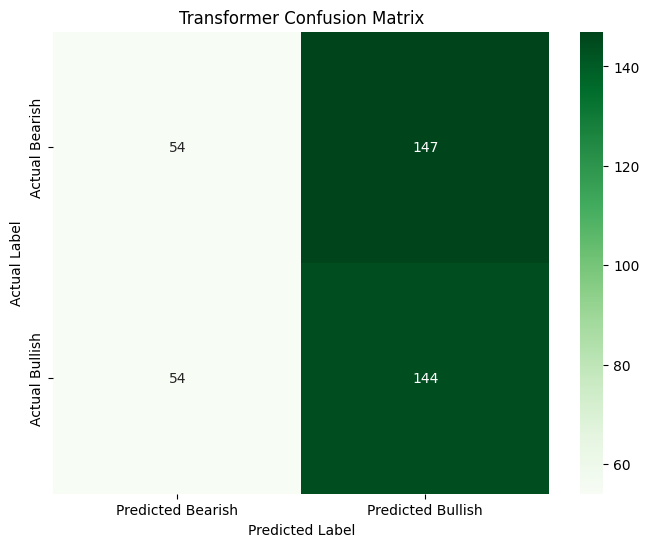 Transformer Confusion Matrix
Actual Label
Actual Bearish
54
147
Actual Bullish
54
144
Predicted Bearish
Predicted Bullish
Predicted Label
140
120
100
80
60